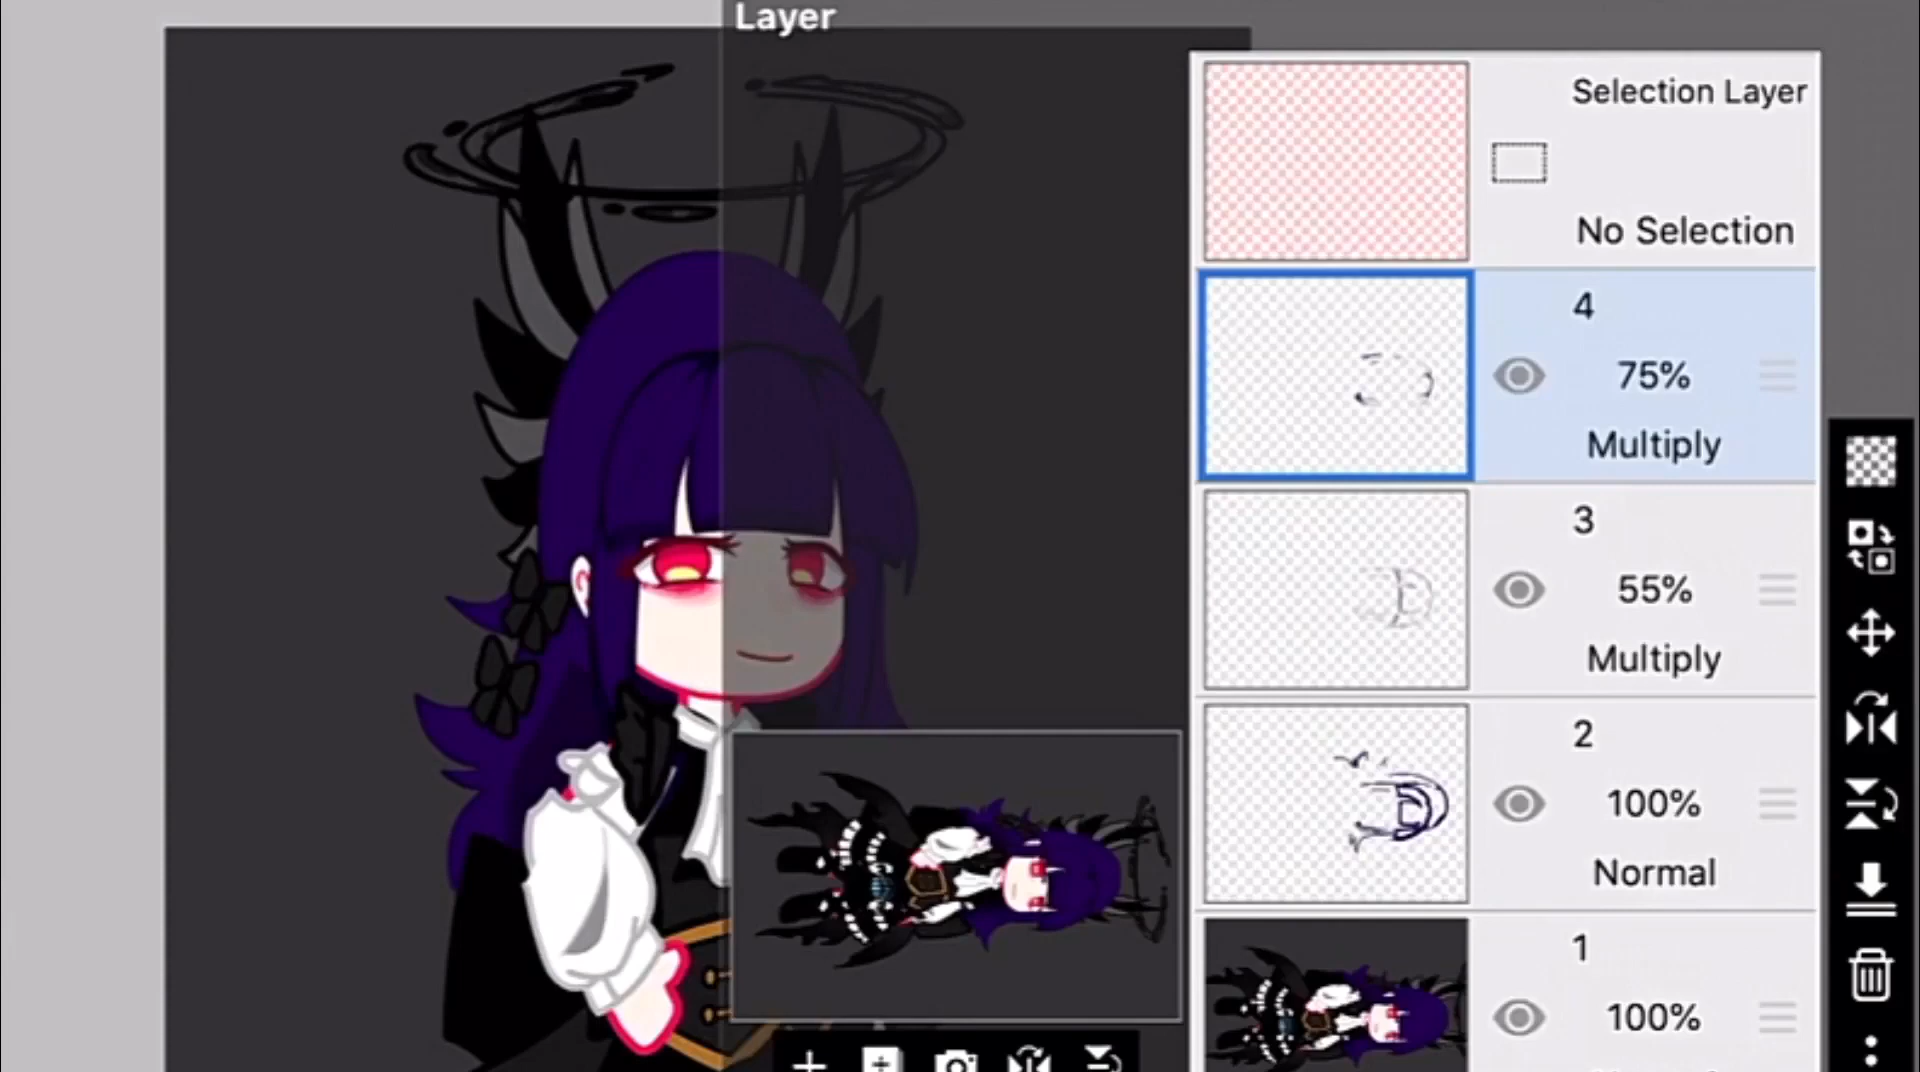 Layer
Selection Layer
No Selection
4
75%
Multiply
3
55%
Multiply
2
100%
Normal
1
100%